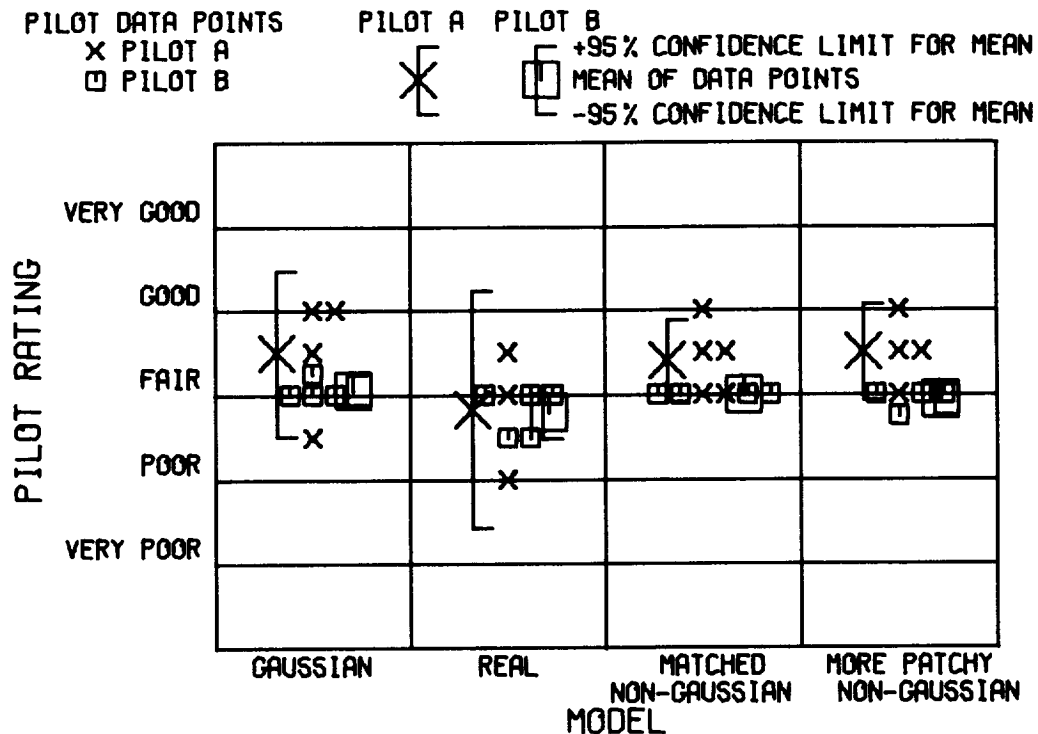 PILOT DATA POINTS
PILOT A PILOT B
X PILOT A
PILOT B
+95% CONFIDENCE LIMIT FOR MEAN
MEAN OF DATA POINTS
-95% CONFIDENCE LIMIT FOR MEAN
PILOT RATING
VERY GOOD
GOOD
FAIR
POOR
VERY POOR
GAUSSIAN
REAL
MATCHED
NON-GAUSSIAN
MORE PATCHY
NON-GAUSSIAN
MODEL